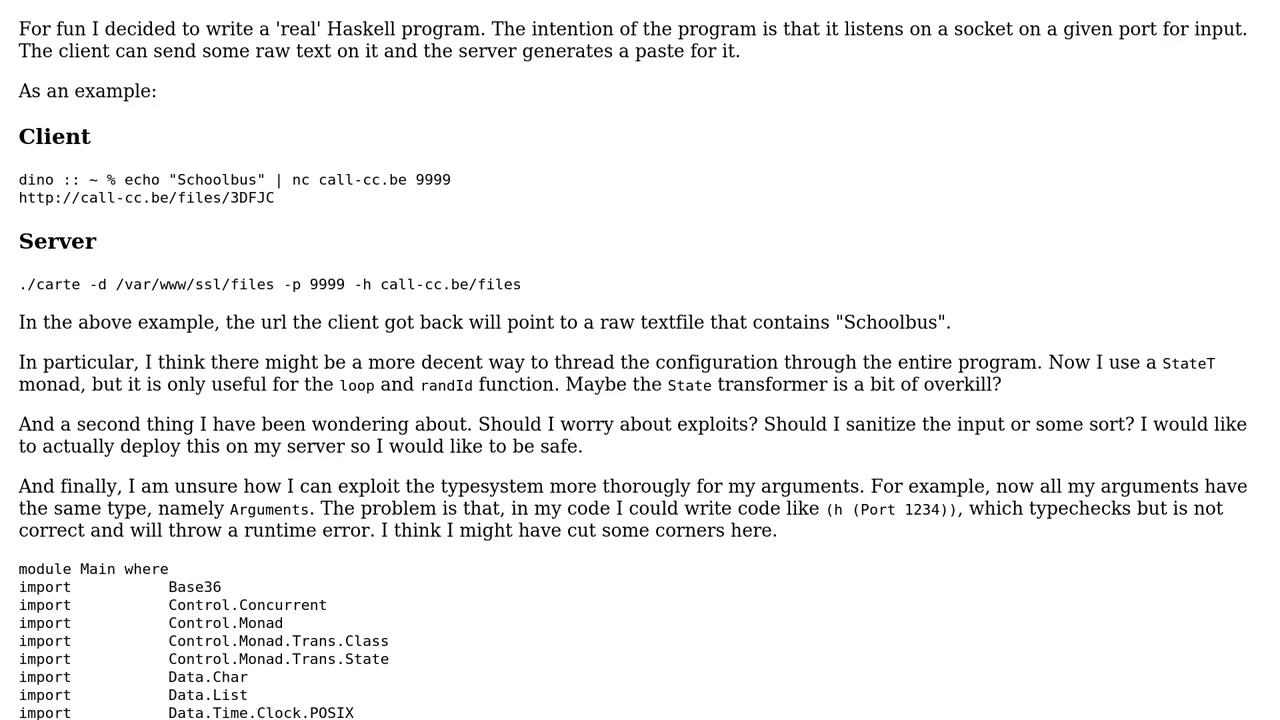 For fun I decided to write a 'real' Haskell program. The intention of the program is that it listens on a socket on a given port for input.
The client can send some raw text on it and the server generates a paste for it.
As an example:
Client
dino :: ~ % echo "Schoolbus" | nc call-cc.be 9999
http://call-cc.be/files/3DFJC
Server
./carte -d /var/www/ssl/files -p 9999 -h call-cc.be/files
In the above example, the url the client got back will point to a raw textfile that contains "Schoolbus".
In particular, I think there might be a more decent way to thread the configuration through the entire program. Now I use a StateT
monad, but it is only useful for the loop and randId function. Maybe the State transformer is a bit of overkill?
And a second thing I have been wondering about. Should I worry about exploits? Should I sanitize the input or some sort? I would like
to actually deploy this on my server so I would like to be safe.
And finally, I am unsure how I can exploit the typesystem more thorougly for my arguments. For example, now all my arguments have
the same type, namely Arguments. The problem is that, in my code I could write code like (h (Port 1234)), which typechecks but is not
correct and will throw a runtime error. I think I might have cut some corners here.
module Main where
import           Base36
import           Control.Concurrent
import           Control.Monad
import           Control.Monad.Trans.Class
import           Control.Monad.Trans.State
import           Data.Char
import           Data.List
import           Data.Time.Clock.POSIX